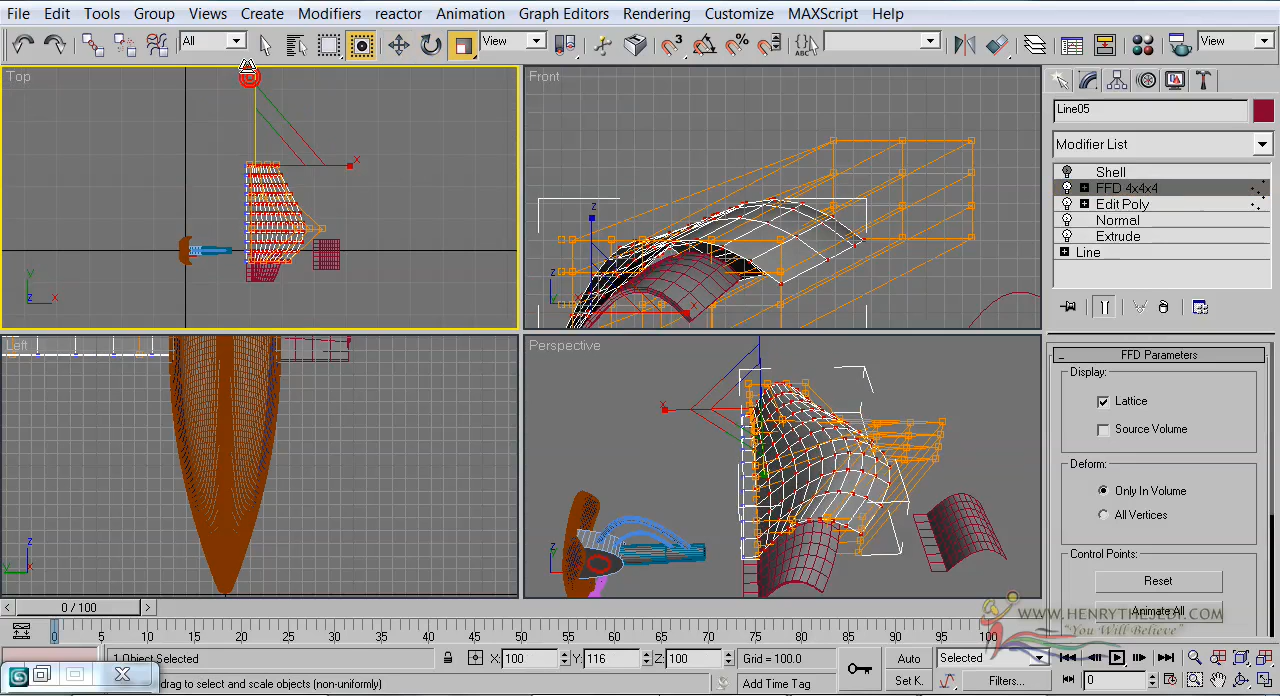 File Edit Tools Group Views Create Modifiers reactor Animation Graph Editors Rendering Customize MAXScript Help
All View 3 ABC View
Top
Front
Left
Perspective
Line05
Modifier List
Shell
FFD 4x4x4
Edit Poly
Normal
Extrude
Line
FFD Parameters
Display:
Lattice
Source Volume
Deform:
Only In Volume
All Vertices
Control Points:
Reset
Animate All
WWW.HENRYTHEJEDI.COM
"You Will Believe"
0 / 100
0 5 10 15 20 25 30 35 40 45 50 55 60 65 70 75 80 85 90 95 100
1 Object Selected X: 100 Y: 116 Z: 100 Grid = 100.0 Auto Selected
drag to select and scale objects (non-uniformly) Add Time Tag Set K. Filters... 0